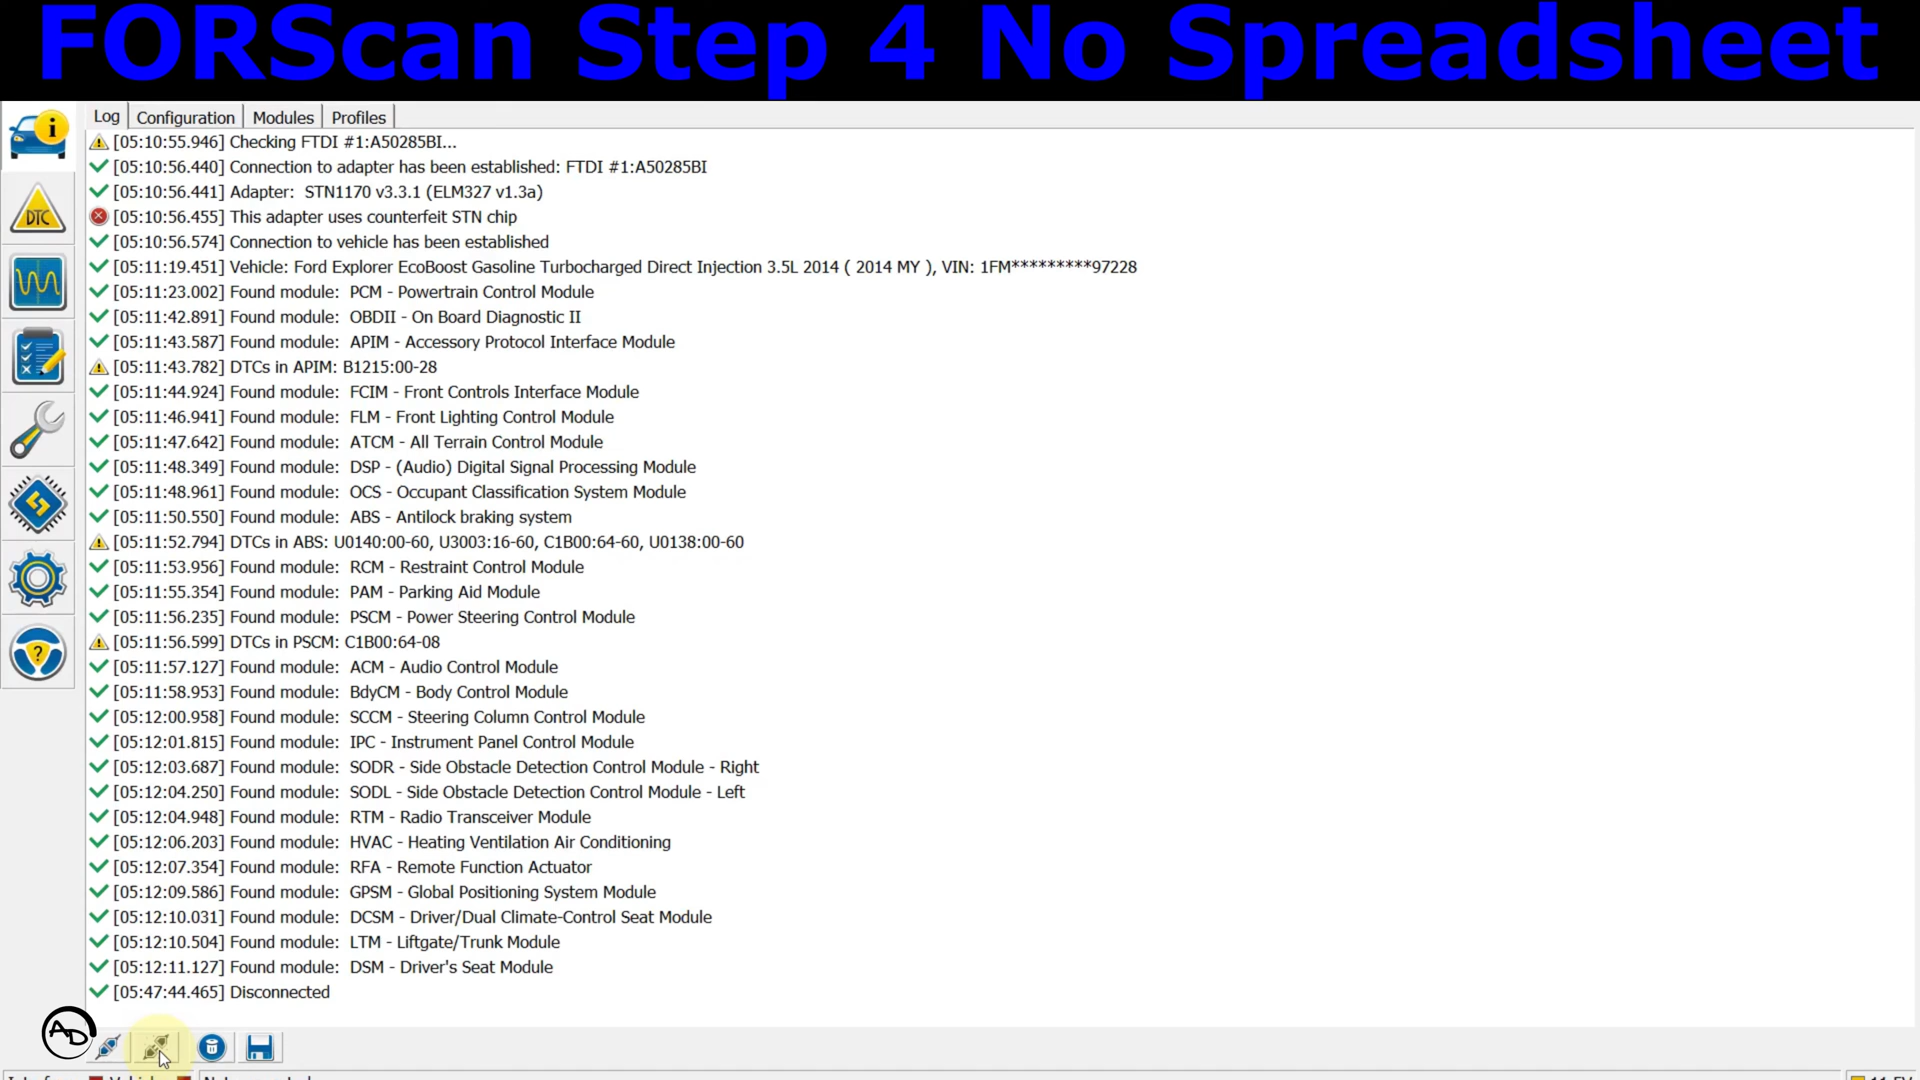 FORScan Step 4 No Spreadsheet
Log
Configuration
Modules
Profiles
[05:10:55.946] Checking FTDI #1:A50285BI...
[05:10:56.440] Connection to adapter has been established: FTDI #1:A50285BI
[05:10:56.441] Adapter: STN1170 v3.3.1 (ELM327 v1.3a)
[05:10:56.455] This adapter uses counterfeit STN chip
[05:10:56.574] Connection to vehicle has been established
[05:11:19.451] Vehicle: Ford Explorer EcoBoost Gasoline Turbocharged Direct Injection 3.5L 2014 ( 2014 MY ), VIN: 1FM*********97228
[05:11:23.002] Found module: PCM - Powertrain Control Module
[05:11:42.891] Found module: OBDII - On Board Diagnostic II
[05:11:43.587] Found module: APIM - Accessory Protocol Interface Module
[05:11:43.782] DTCs in APIM: B1215:00-28
[05:11:44.924] Found module: FCIM - Front Controls Interface Module
[05:11:46.941] Found module: FLM - Front Lighting Control Module
[05:11:47.642] Found module: ATCM - All Terrain Control Module
[05:11:48.349] Found module: DSP - (Audio) Digital Signal Processing Module
[05:11:48.961] Found module: OCS - Occupant Classification System Module
[05:11:50.550] Found module: ABS - Antilock braking system
[05:11:52.794] DTCs in ABS: U0140:00-60, U3003:16-60, C1B00:64-60, U0138:00-60
[05:11:53.956] Found module: RCM - Restraint Control Module
[05:11:55.354] Found module: PAM - Parking Aid Module
[05:11:56.235] Found module: PSCM - Power Steering Control Module
[05:11:56.599] DTCs in PSCM: C1B00:64-08
[05:11:57.127] Found module: ACM - Audio Control Module
[05:11:58.953] Found module: BdyCM - Body Control Module
[05:12:00.958] Found module: SCCM - Steering Column Control Module
[05:12:01.815] Found module: IPC - Instrument Panel Control Module
[05:12:03.687] Found module: SODR - Side Obstacle Detection Control Module - Right
[05:12:04.250] Found module: SODL - Side Obstacle Detection Control Module - Left
[05:12:04.948] Found module: RTM - Radio Transceiver Module
[05:12:06.203] Found module: HVAC - Heating Ventilation Air Conditioning
[05:12:07.354] Found module: RFA - Remote Function Actuator
[05:12:09.586] Found module: GPSM - Global Positioning System Module
[05:12:10.031] Found module: DCSM - Driver/Dual Climate-Control Seat Module
[05:12:10.504] Found module: LTM - Liftgate/Trunk Module
[05:12:11.127] Found module: DSM - Driver's Seat Module
[05:47:44.465] Disconnected
DTC
AD